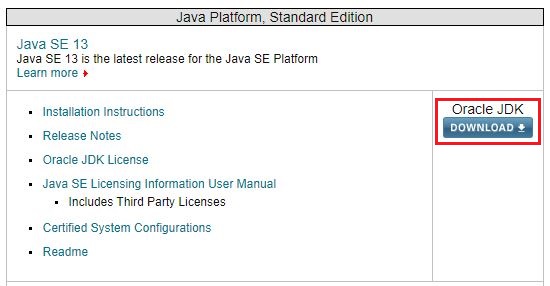 Java Platform, Standard Edition
Java SE 13
Java SE 13 is the latest release for the Java SE Platform
Learn more
Installation Instructions
Release Notes
Oracle JDK License
Java SE Licensing Information User Manual
Includes Third Party Licenses
Certified System Configurations
Readme
Oracle JDK
DOWNLOAD